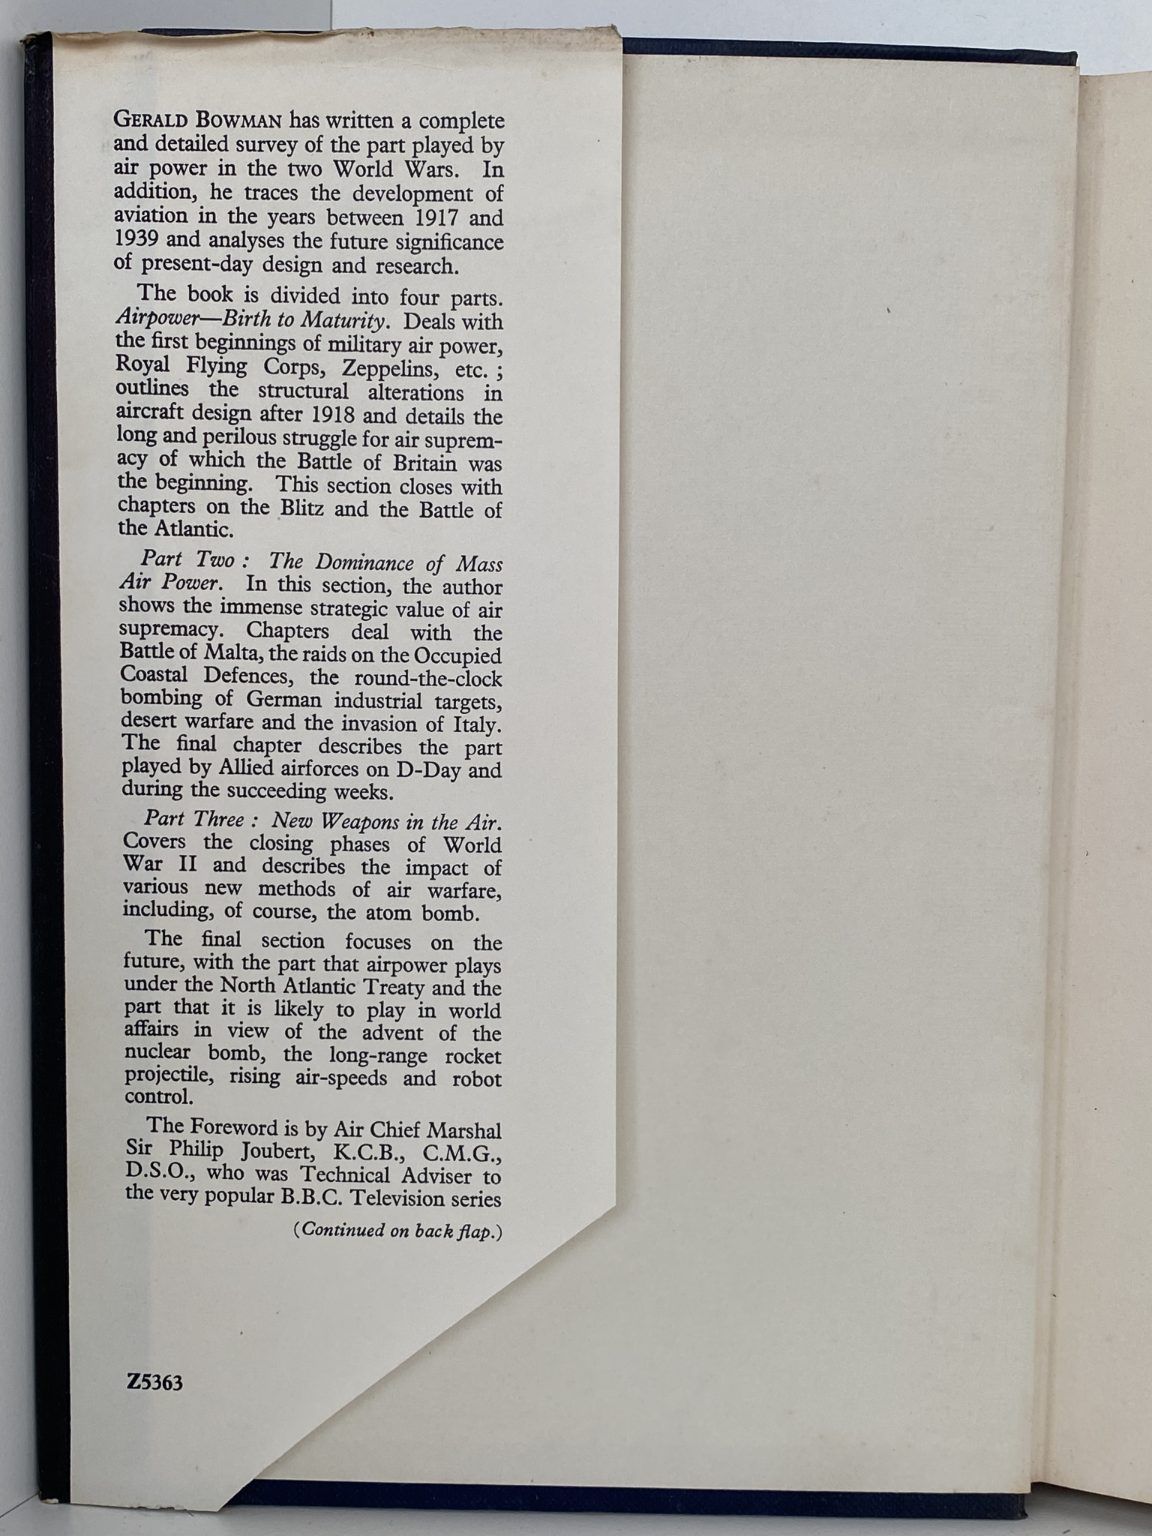 GERALD BOWMAN has written a complete
and detailed survey of the part played by
air power in the two World Wars. In
addition, he traces the development of
aviation in the years between 1917 and
1939 and analyses the future significance
of present-day design and research.
The book is divided into four parts.
Airpower—Birth to Maturity. Deals with
the first beginnings of military air power,
Royal Flying Corps, Zeppelins, etc. ;
outlines the structural alterations in
aircraft design after 1918 and details the
long and perilous struggle for air suprem-
acy of which the Battle of Britain was
the beginning. This section closes with
chapters on the Blitz and the Battle of
the Atlantic.
Part Two : The Dominance of Mass
Air Power. In this section, the author
shows the immense strategic value of air
supremacy. Chapters deal with the
Battle of Malta, the raids on the Occupied
Coastal Defences, the round-the-clock
bombing of German industrial targets,
desert warfare and the invasion of Italy.
The final chapter describes the part
played by Allied airforces on D-Day and
during the succeeding weeks.
Part Three : New Weapons in the Air.
Covers the closing phases of World
War II and describes the impact of
various new methods of air warfare,
including, of course, the atom bomb.
The final section focuses on the
future, with the part that airpower plays
under the North Atlantic Treaty and the
part that it is likely to play in world
affairs in view of the advent of the
nuclear bomb, the long-range rocket
projectile, rising air-speeds and robot
control.
The Foreword is by Air Chief Marshal
Sir Philip Joubert, K.C.B., C.M.G.,
D.S.O., who was Technical Adviser to
the very popular B.B.C. Television series
(Continued on back flap.)
Z5363